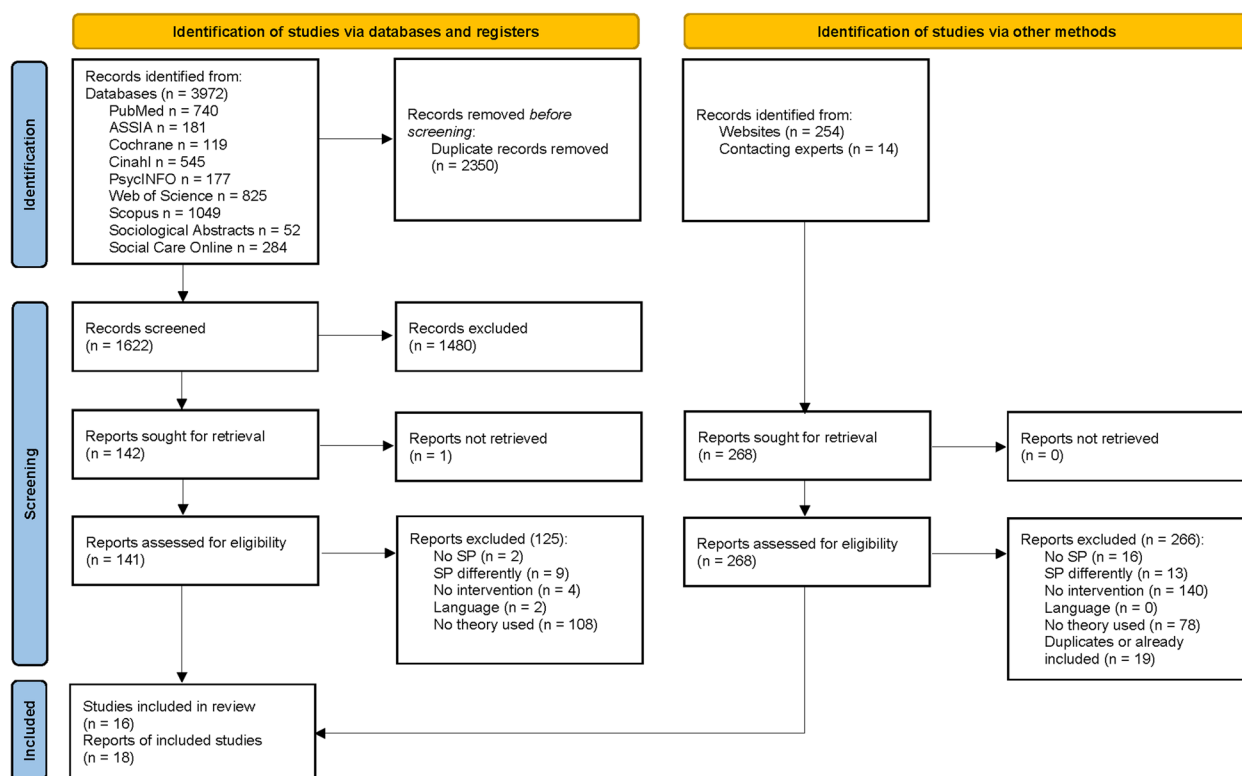 Identification of studies via databases and registers
Identification of studies via other methods
Identification
Records identified from:
Databases (n = 3972)
PubMed n = 740
ASSIA n = 181
Cochrane n = 119
Cinahl n = 545
PsycINFO n = 177
Web of Science n = 825
Scopus n = 1049
Sociological Abstracts n = 52
Social Care Online n = 284
Records removed before
screening:
Duplicate records removed
(n = 2350)
Records identified from:
Websites (n = 254)
Contacting experts (n = 14)
Screening
Records screened
(n = 1622)
Records excluded
(n = 1480)
Reports sought for retrieval
(n = 142)
Reports not retrieved
(n = 1)
Reports sought for retrieval
(n = 268)
Reports not retrieved
(n = 0)
Reports assessed for eligibility
(n = 141)
Reports excluded (125):
No SP (n = 2)
SP differently (n = 9)
No intervention (n = 4)
Language (n = 2)
No theory used (n = 108)
Reports assessed for eligibility
(n = 268)
Reports excluded (n = 266):
No SP (n = 16)
SP differently (n = 13)
No intervention (n = 140)
Language (n = 0)
No theory used (n = 78)
Duplicates or already
included (n = 19)
Included
Studies included in review
(n = 16)
Reports of included studies
(n = 18)